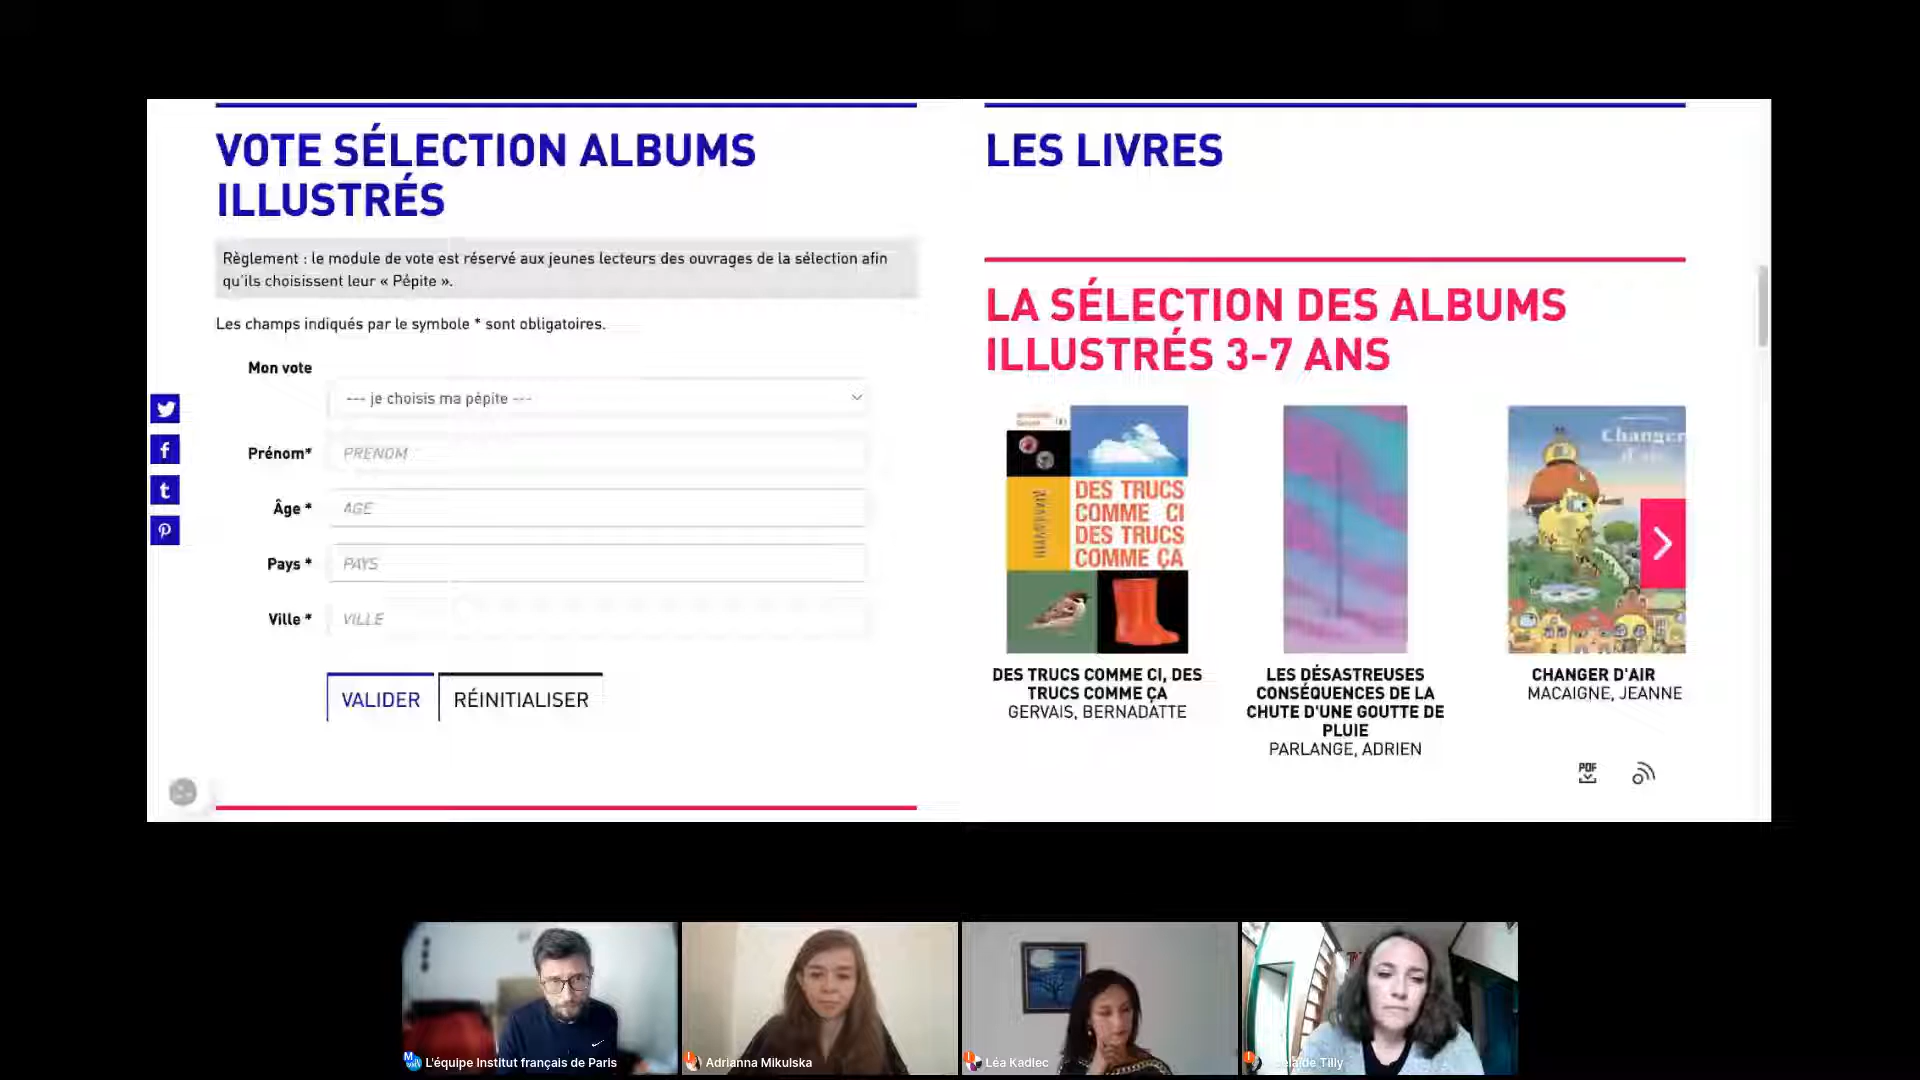 VOTE SÉLECTION ALBUMS
ILLUSTRÉS
Règlement : le module de vote est réservé aux jeunes lecteurs des ouvrages de la sélection afin
qu'ils choisissent leur « Pépite ».
Les champs indiqués par le symbole * sont obligatoires.
Mon vote
--- je choisis ma pépite ---
Prénom*
PRENOM
Âge *
AGE
Pays *
PAYS
Ville *
VILLE
VALIDER
RÉINITIALISER
LES LIVRES
LA SÉLECTION DES ALBUMS
ILLUSTRÉS 3-7 ANS
DES TRUCS
COMME CI
DES TRUCS
COMME ÇA
Changer
d'air
DES TRUCS COMME CI, DES
TRUCS COMME ÇA
GERVAIS, BERNADATTE
LES DÉSASTREUSES
CONSÉQUENCES DE LA
CHUTE D'UNE GOUTTE DE
PLUIE
PARLANGE, ADRIEN
CHANGER D'AIR
MACAIGNE, JEANNE
PDF
L'équipe Institut français de Paris
Adrianna Mikulska
Léa Kadlec
Tilly